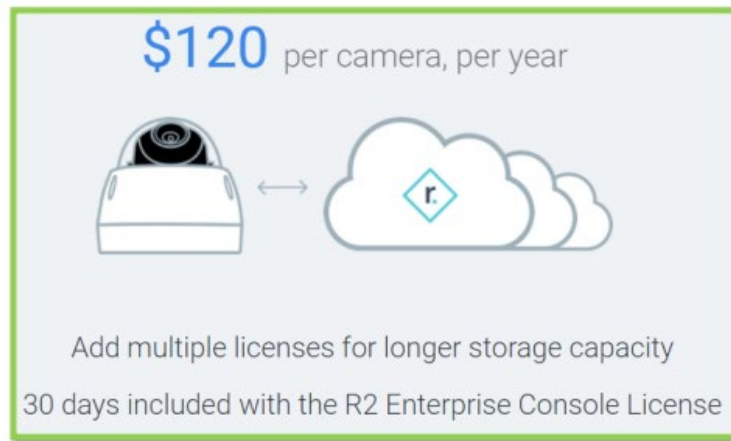 $120 per camera, per year
r.
Add multiple licenses for longer storage capacity
30 days included with the R2 Enterprise Console License